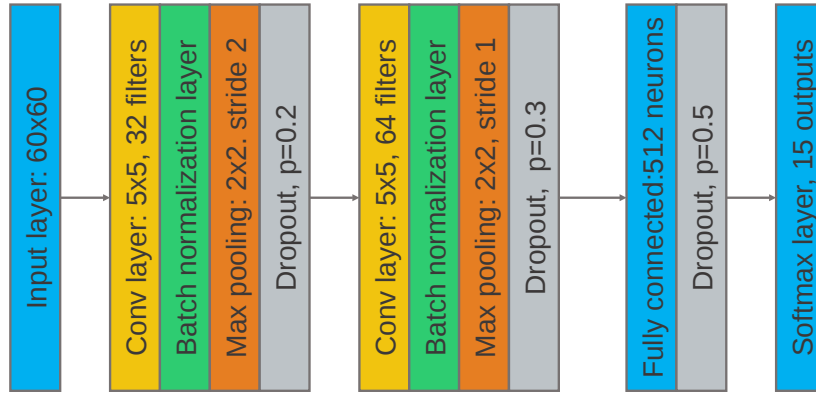 Input layer: 60x60
Conv layer: 5x5, 32 filters
Batch normalization layer
Max pooling: 2x2. stride 2
Dropout, p=0.2
Conv layer: 5x5, 64 filters
Batch normalization layer
Max pooling: 2x2, stride 1
Dropout,  p=0.3
Fully connected:512 neurons
Dropout, p=0.5
Softmax layer, 15 outputs